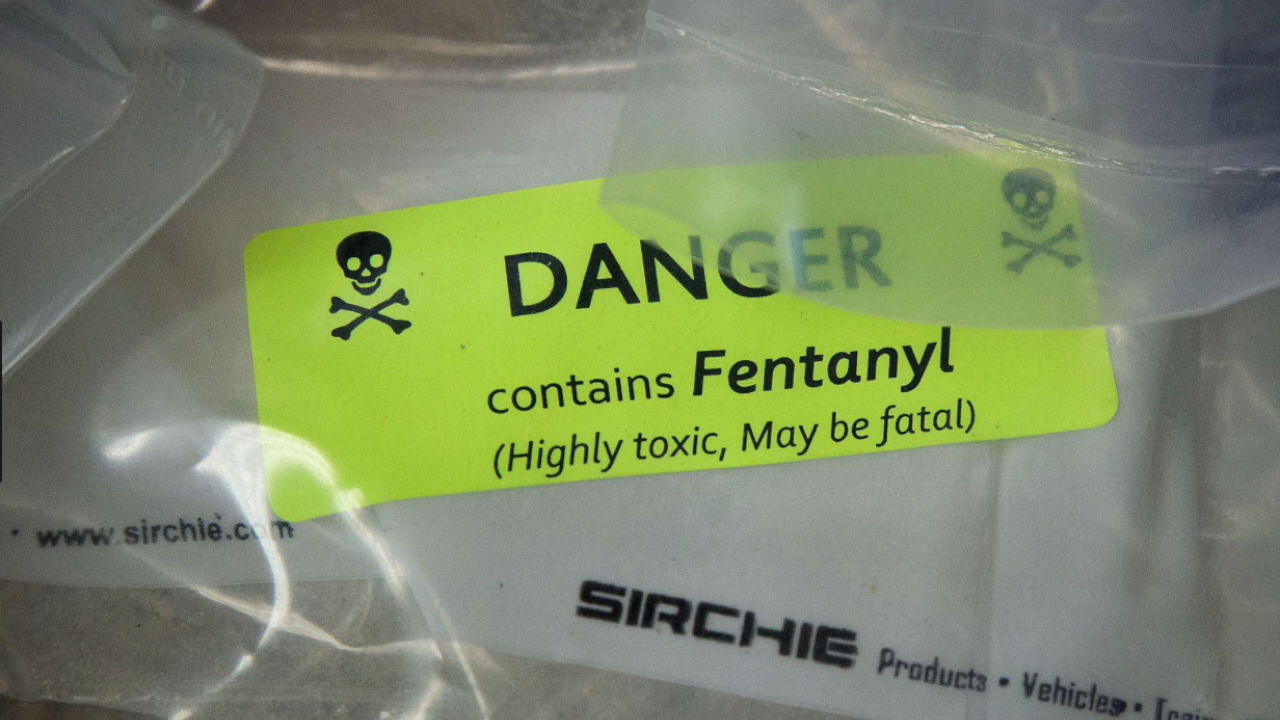 DANGER
contains Fentanyl
(Highly toxic, May be fatal)
• www.sirchie.com
SIRCHIE Products • Vehicles •